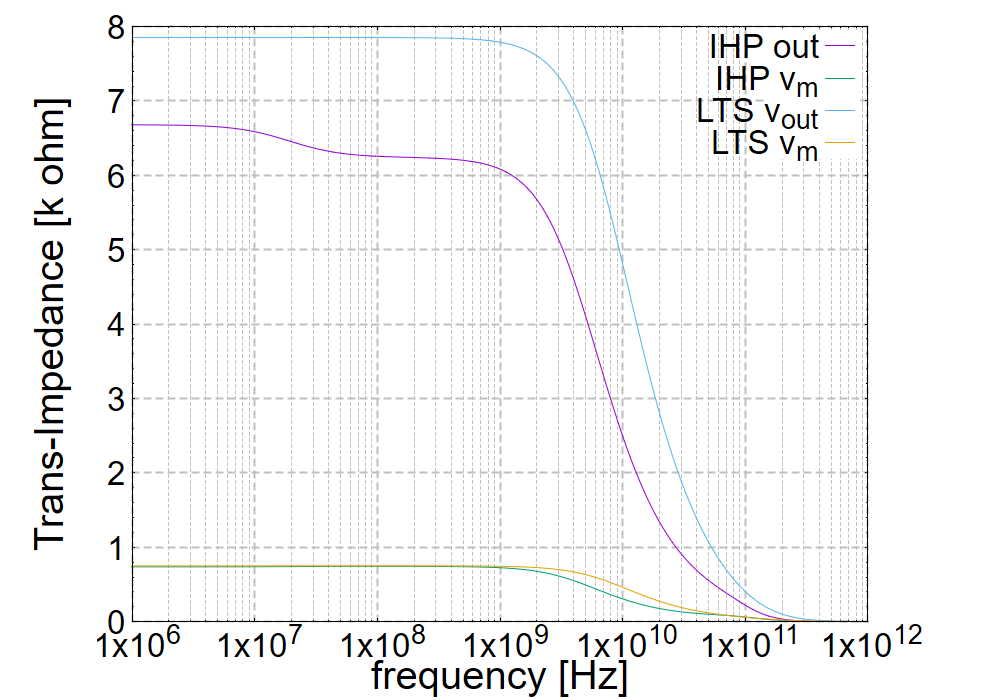 8
7
6
5
4
3
2
1
0
Trans-Impedance [k ohm]
IHP out
IHP vm
LTS vout
LTS vm
1x10^6 1x10^7 1x10^8 1x10^9 1x10^10 1x10^11 1x10^12
frequency [Hz]